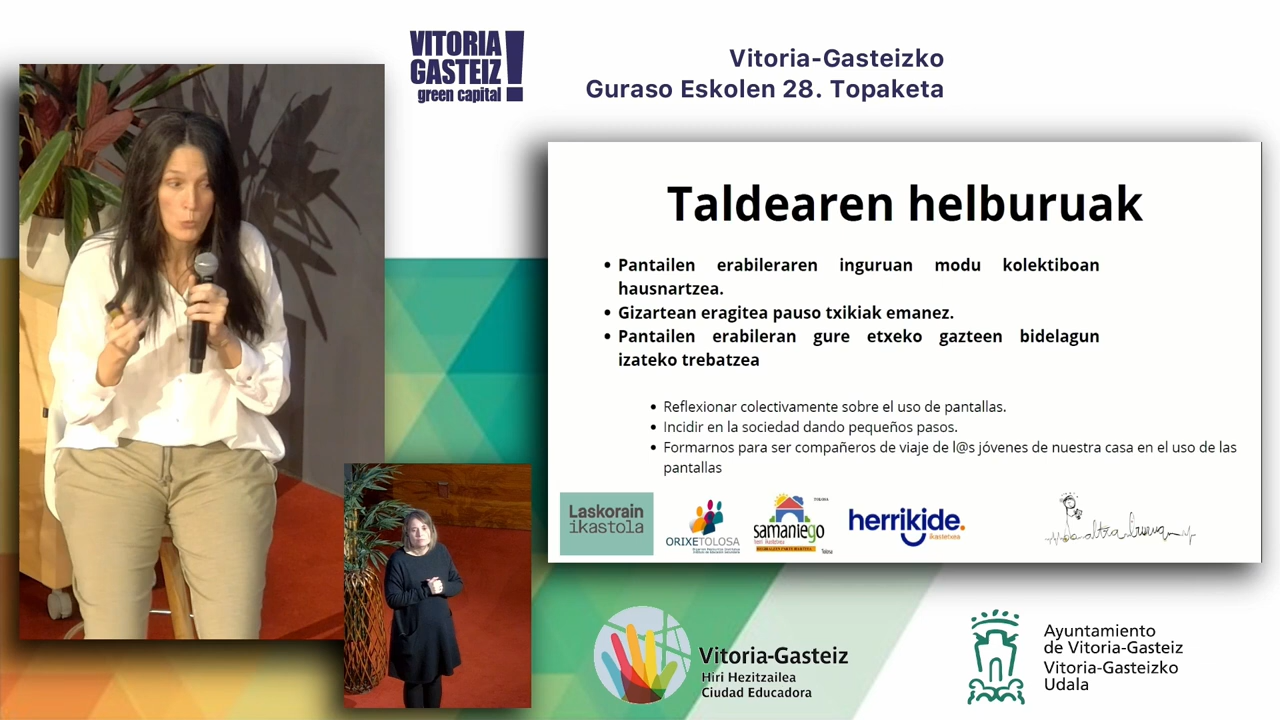 VITORIA
GASTEIZ!
green capital
Vitoria-Gasteizko
Guraso Eskolen 28. Topaketa
Taldearen helburuak
• Pantailen erabileraren inguruan modu kolektiboan
hausnartzea.
• Gizartean eragitea pauso txikiak emanez.
• Pantailen erabileran gure etxeko gazteen bidelagun
izateko trebatzea
• Reflexionar colectivamente sobre el uso de pantallas.
• Incidir en la sociedad dando pequeños pasos.
• Formarnos para ser compañeros de viaje de l@s jóvenes de nuestra casa en el uso de las
pantallas
Laskorain
ikastola
ORIXETOLOSA
TOLOSA
samaniego
Tolosa
herrikide.
ikastetxea
Vitoria-Gasteiz
Hiri Hezitzailea
Ciudad Educadora
Ayuntamiento
de Vitoria-Gasteiz
Vitoria-Gasteizko
Udala